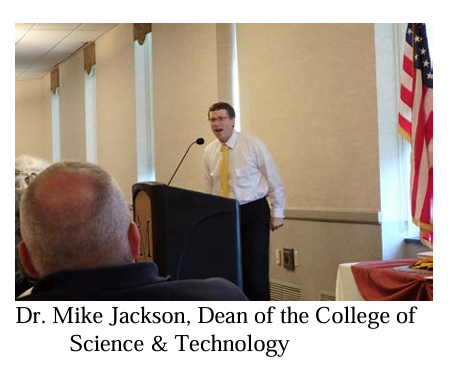 Dr. Mike Jackson, Dean of the College of
Science & Technology